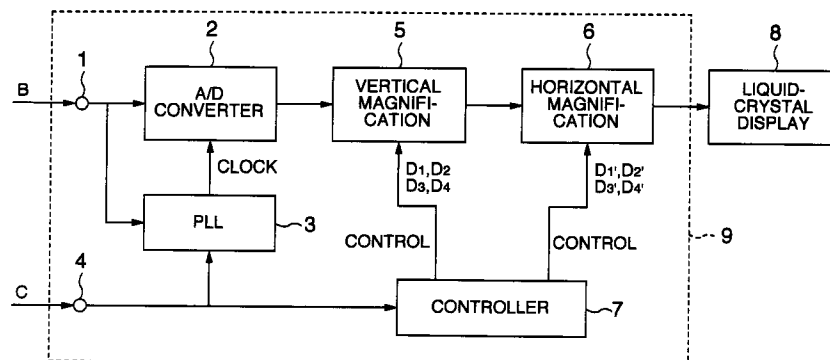 1
2
5
6
8
B
A/D
CONVERTER
VERTICAL
MAGNIFI-
CATION
HORIZONTAL
MAGNIFI-
CATION
LIQUID-
CRYSTAL
DISPLAY
CLOCK
D1,D2
D3,D4
D1',D2'
D3',D4'
PLL
3
CONTROL
CONTROL
9
4
C
CONTROLLER
7